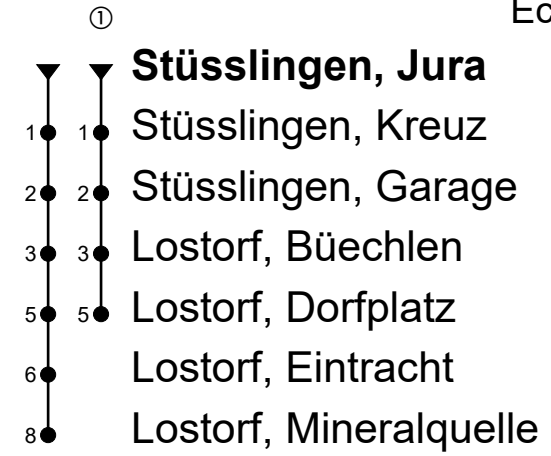 ① Ec
Stüsslingen, Jura
1 1 Stüsslingen, Kreuz
2 2 Stüsslingen, Garage
3 3 Lostorf, Büechlen
5 5 Lostorf, Dorfplatz
6 Lostorf, Eintracht
8 Lostorf, Mineralquelle